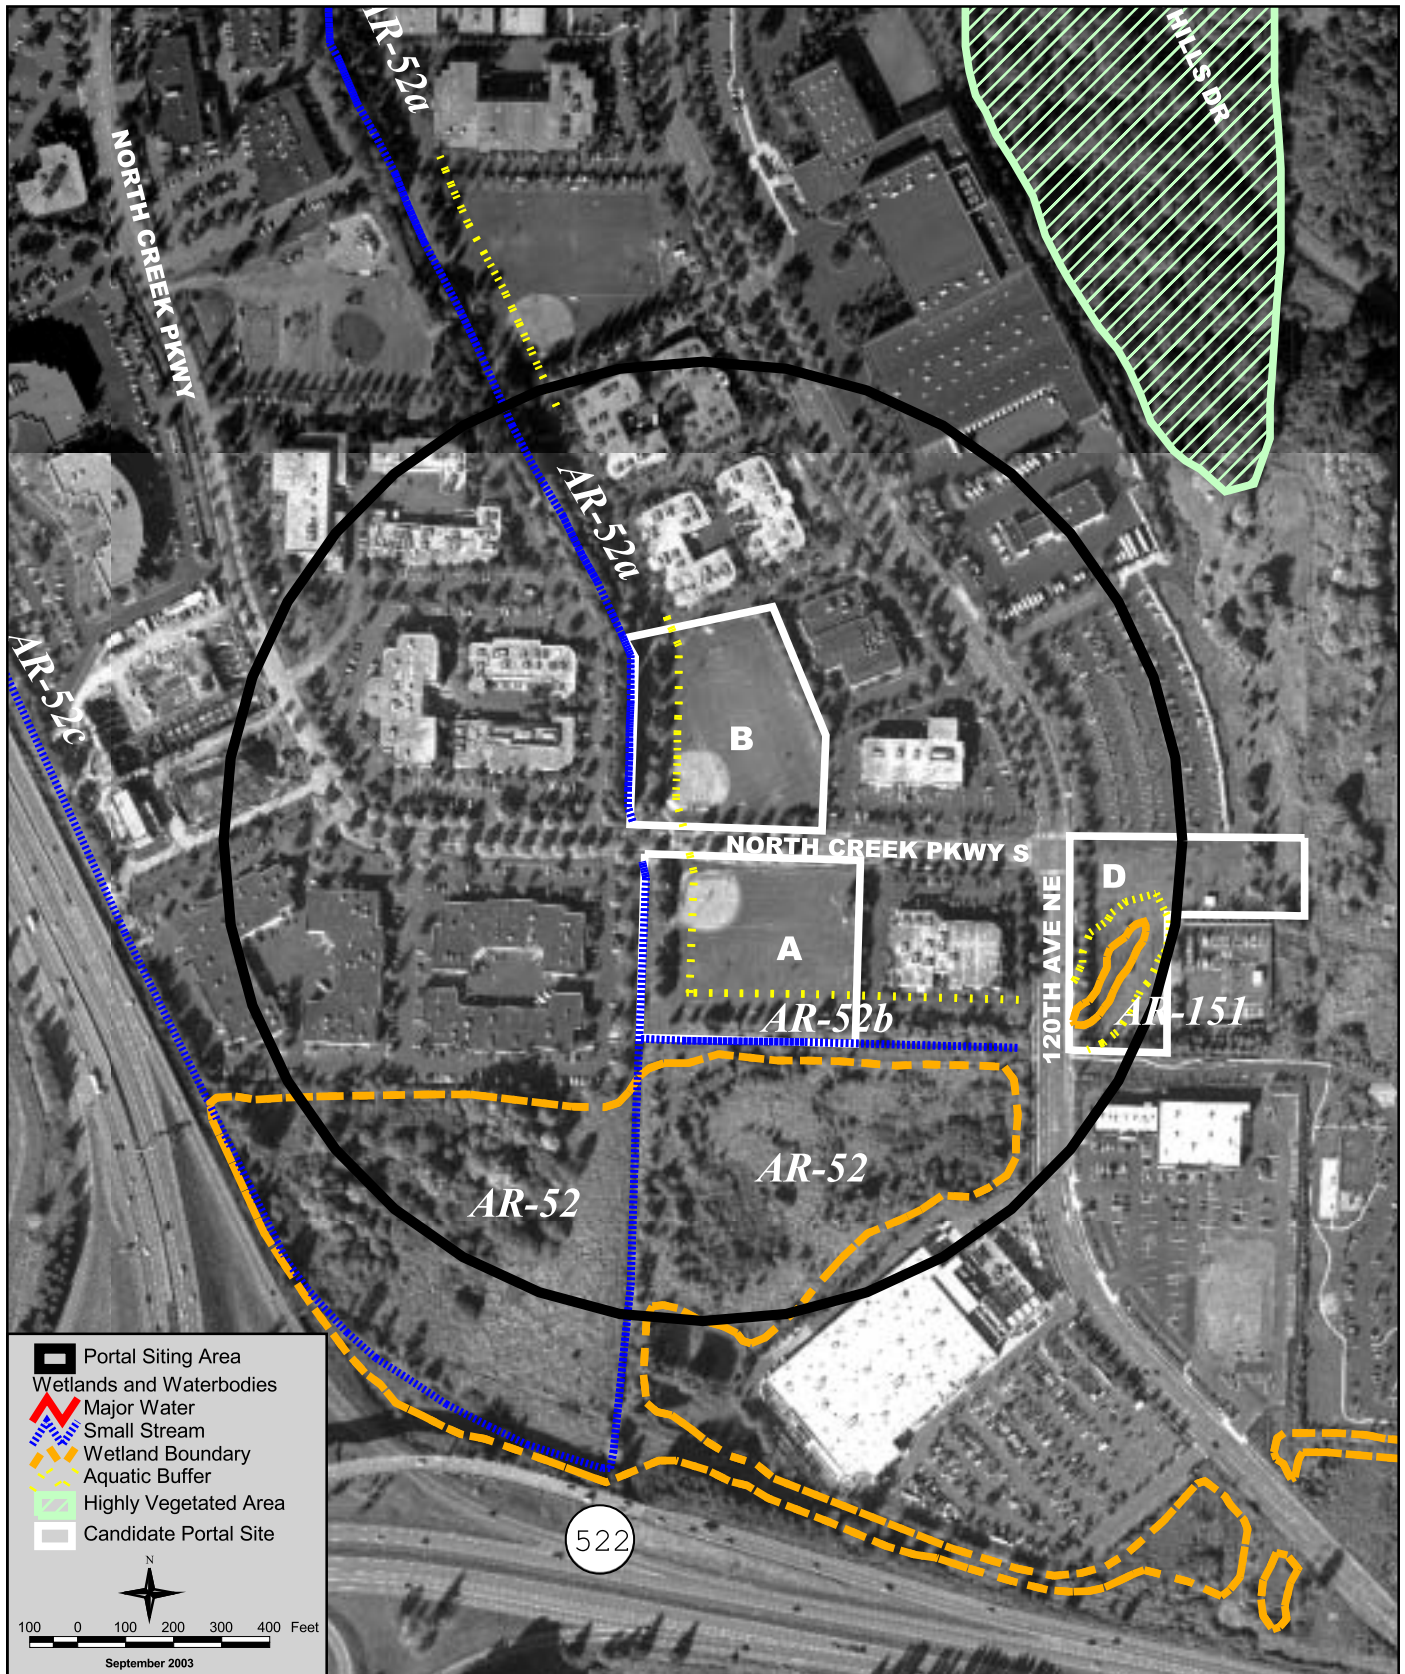 AR-52a
HILLS DR
NORTH CREEK PKWY
AR-52a
AR-52c
B
NORTH CREEK PKWY S
D
120TH AVE NE
A
AR-52b
AR-151
AR-52
AR-52
Portal Siting Area
Wetlands and Waterbodies
Major Water
Small Stream
Wetland Boundary
Aquatic Buffer
Highly Vegetated Area
Candidate Portal Site
N
100 0 100 200 300 400 Feet
September 2003
522